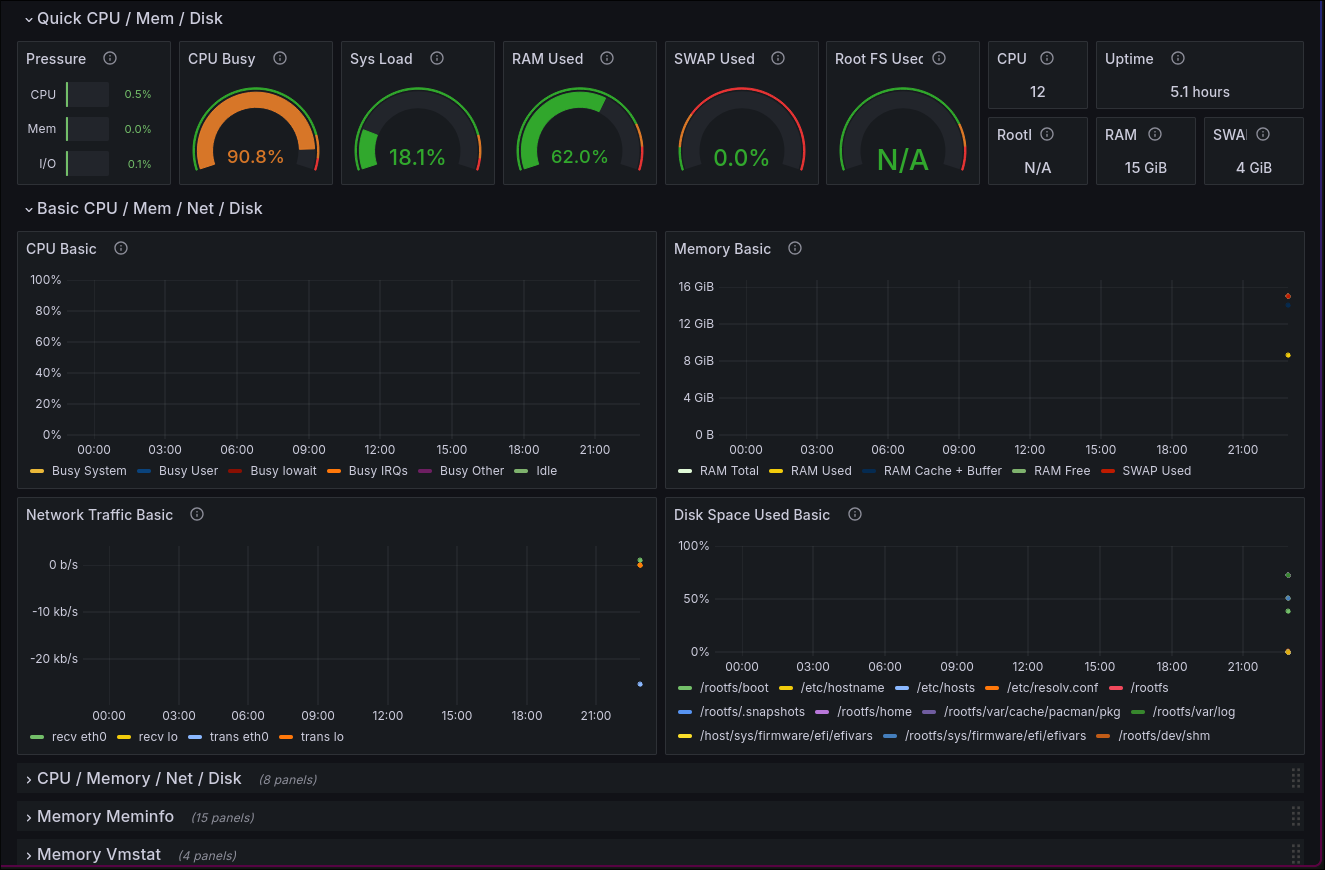 Quick CPU / Mem / Disk
Pressure
CPU 0.5%
Mem 0.0%
I/O 0.1%
CPU Busy
90.8%
Sys Load
18.1%
RAM Used
62.0%
SWAP Used
0.0%
Root FS Used
N/A
CPU
12
Uptime
5.1 hours
RootI
N/A
RAM
15 GiB
SWA
4 GiB
Basic CPU / Mem / Net / Disk
CPU Basic
100%
80%
60%
40%
20%
0%
00:00 03:00 06:00 09:00 12:00 15:00 18:00 21:00
Busy System Busy User Busy Iowait Busy IRQs Busy Other Idle
Memory Basic
16 GiB
12 GiB
8 GiB
4 GiB
0 B
00:00 03:00 06:00 09:00 12:00 15:00 18:00 21:00
RAM Total RAM Used RAM Cache + Buffer RAM Free SWAP Used
Network Traffic Basic
0 b/s
-10 kb/s
-20 kb/s
00:00 03:00 06:00 09:00 12:00 15:00 18:00 21:00
recv eth0 recv lo trans eth0 trans lo
Disk Space Used Basic
100%
50%
0%
00:00 03:00 06:00 09:00 12:00 15:00 18:00 21:00
/rootfs/boot /etc/hostname /etc/hosts /etc/resolv.conf /rootfs
/rootfs/.snapshots /rootfs/home /rootfs/var/cache/pacman/pkg /rootfs/var/log
/host/sys/firmware/efi/efivars /rootfs/sys/firmware/efi/efivars /rootfs/dev/shm
CPU / Memory / Net / Disk (8 panels)
Memory Meminfo (15 panels)
Memory Vmstat (4 panels)